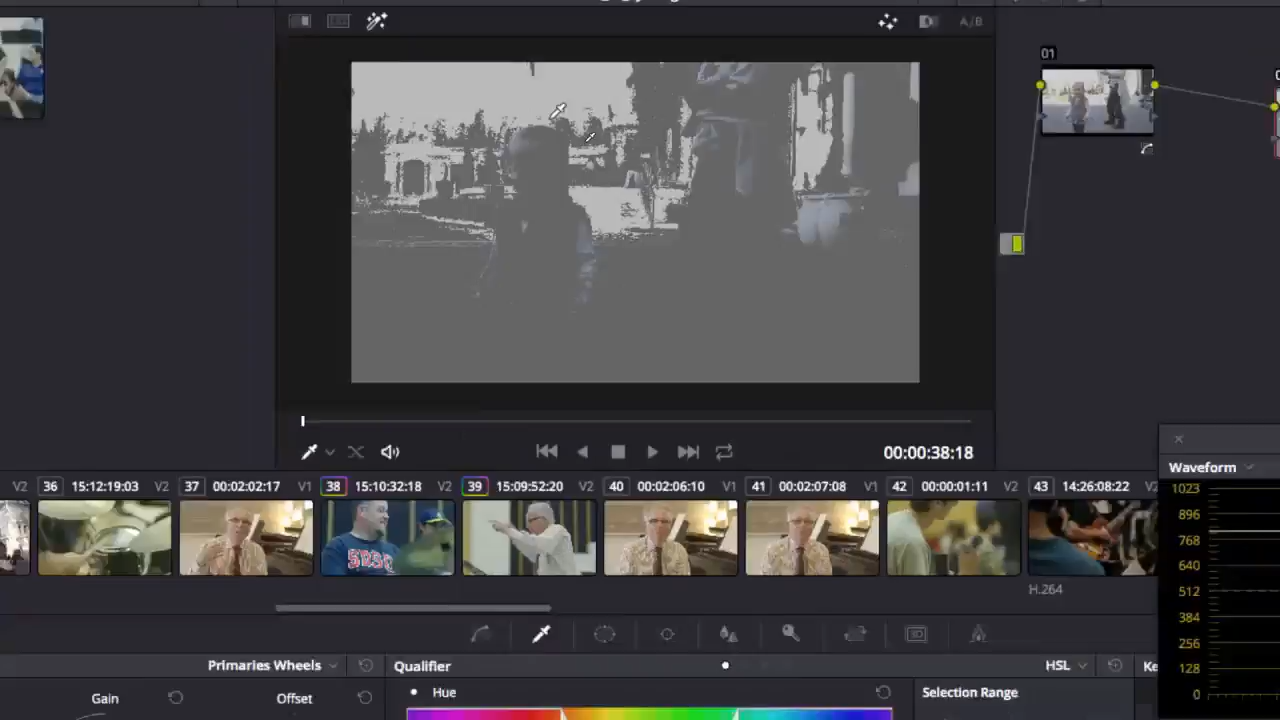 A/B
01
00:00:38:18
V2 36 15:12:19:03 V2 37 00:02:02:17 V1 38 15:10:32:18 V2 39 15:09:52:20 V2 40 00:02:06:10 V1 41 00:02:07:08 V1 42 00:00:01:11 V2 43 14:26:08:22 V2
H.264
Waveform
1023
896
768
640
512
384
256
128
0
Primaries Wheels
Qualifier
HSL
Gain
Offset
Hue
Selection Range